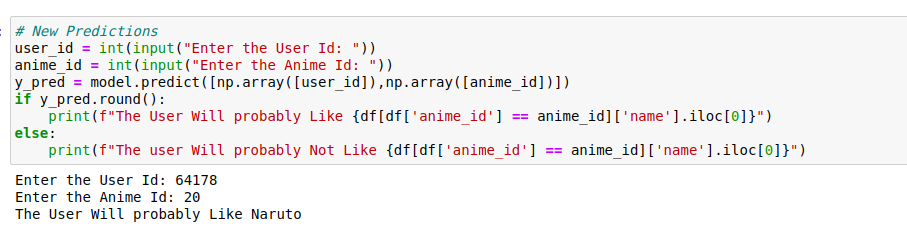 :
# New Predictions
user_id = int(input("Enter the User Id: "))
anime_id = int(input("Enter the Anime Id: "))
y_pred = model.predict([np.array([user_id]),np.array([anime_id])])
if y_pred.round():
    print(f"The User Will probably Like {df[df['anime_id'] == anime_id]['name'].iloc[0]}")
else:
    print(f"The user Will probably Not Like {df[df['anime_id'] == anime_id]['name'].iloc[0]}")
Enter the User Id: 64178
Enter the Anime Id: 20
The User Will probably Like Naruto